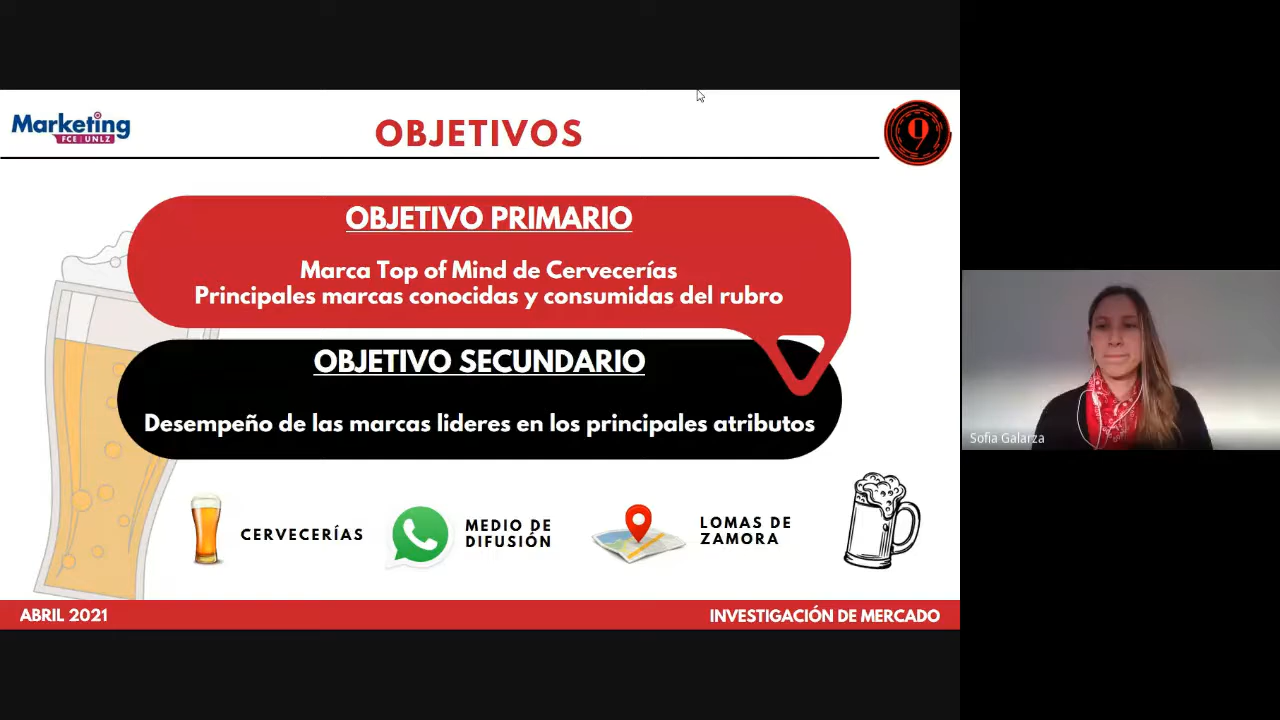 Marketing
FCE | UNLZ
OBJETIVOS
9
OBJETIVO PRIMARIO
Marca Top of Mind de Cervecerías
Principales marcas conocidas y consumidas del rubro
OBJETIVO SECUNDARIO
Desempeño de las marcas lideres en los principales atributos
CERVECERÍAS
MEDIO DE
DIFUSIÓN
LOMAS DE
ZAMORA
ABRIL 2021
INVESTIGACIÓN DE MERCADO
Sofia Galarza